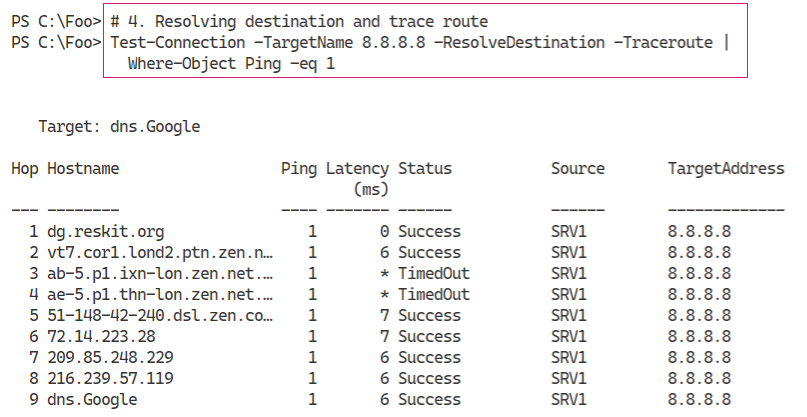 PS C:\Foo> # 4. Resolving destination and trace route
PS C:\Foo> Test-Connection -TargetName 8.8.8.8 -ResolveDestination -Traceroute |
Where-Object Ping -eq 1
Target: dns.Google
Hop Hostname Ping Latency Status Source TargetAddress
(ms)
--- -------- ---- ------- ------ ------ -------------
1 dg.reskit.org 1 0 Success SRV1 8.8.8.8
2 vt7.cor1.lond2.ptn.zen.n… 1 6 Success SRV1 8.8.8.8
3 ab-5.p1.ixn-lon.zen.net.… 1 * TimedOut SRV1 8.8.8.8
4 ae-5.p1.thn-lon.zen.net.… 1 * TimedOut SRV1 8.8.8.8
5 51-148-42-240.dsl.zen.co… 1 7 Success SRV1 8.8.8.8
6 72.14.223.28 1 7 Success SRV1 8.8.8.8
7 209.85.248.229 1 6 Success SRV1 8.8.8.8
8 216.239.57.119 1 6 Success SRV1 8.8.8.8
9 dns.Google 1 6 Success SRV1 8.8.8.8